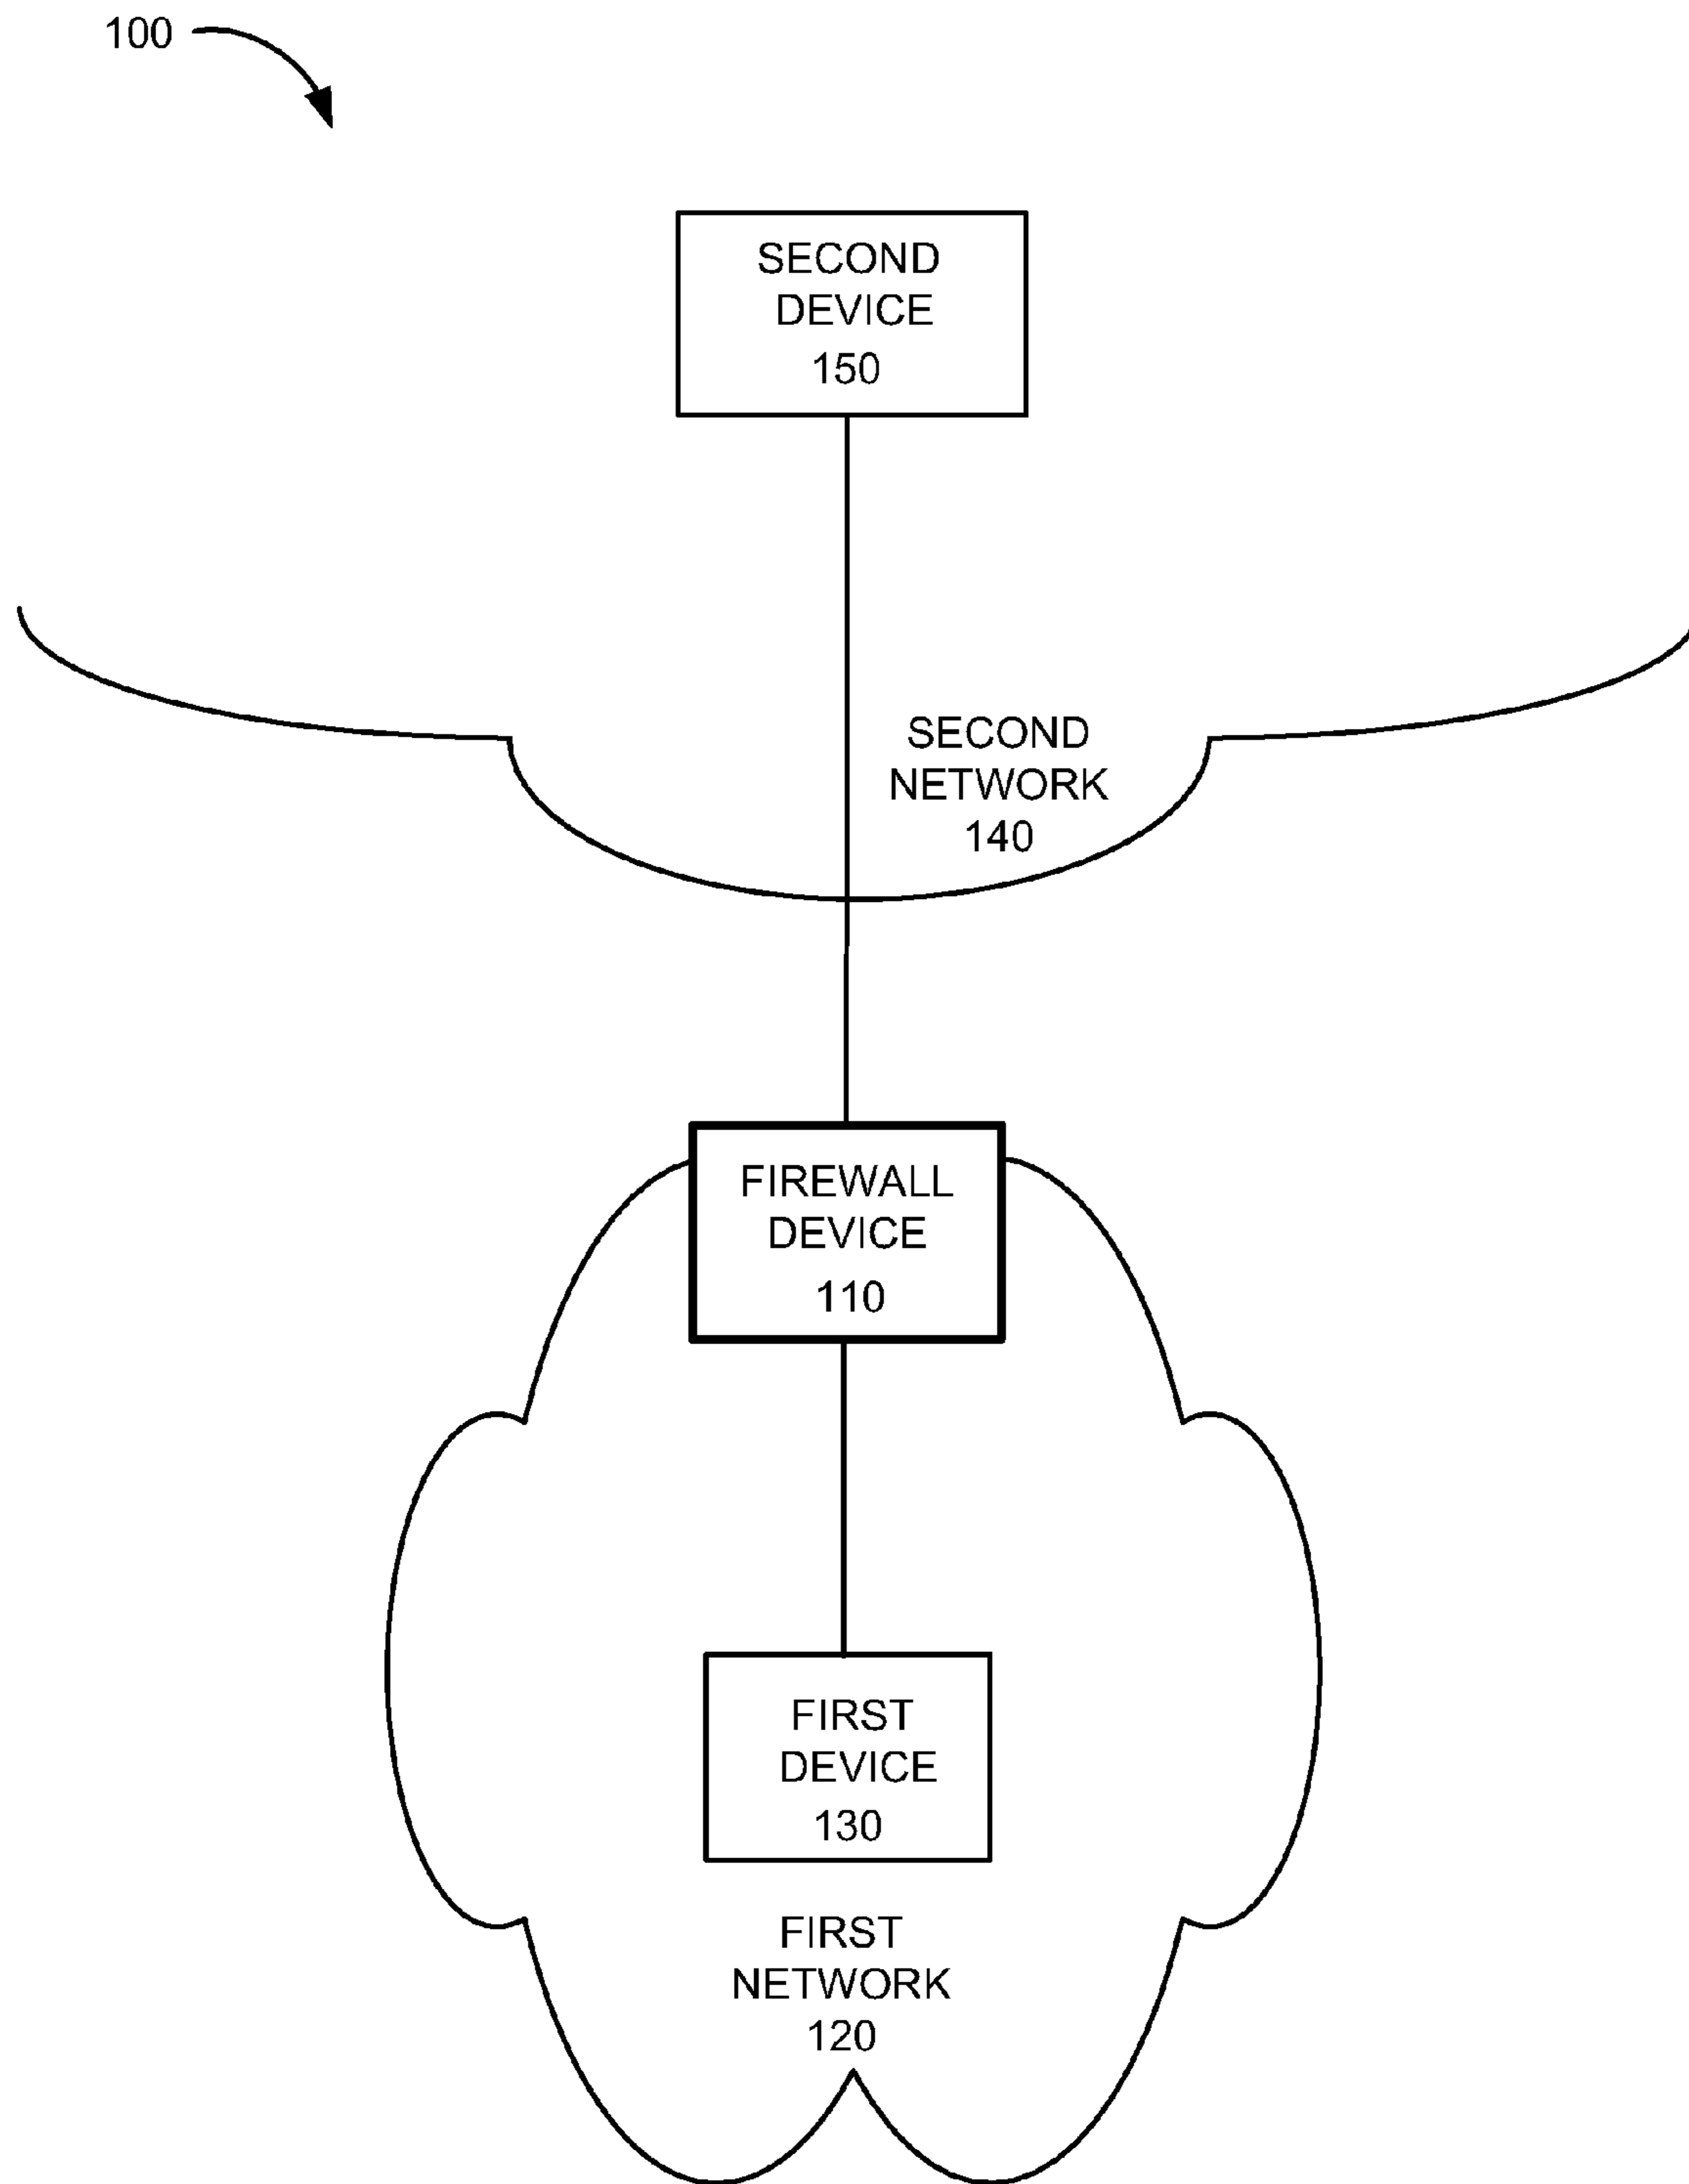 100
SECOND
DEVICE
150
SECOND
NETWORK
140
FIREWALL
DEVICE
110
FIRST
DEVICE
130
FIRST
NETWORK
120